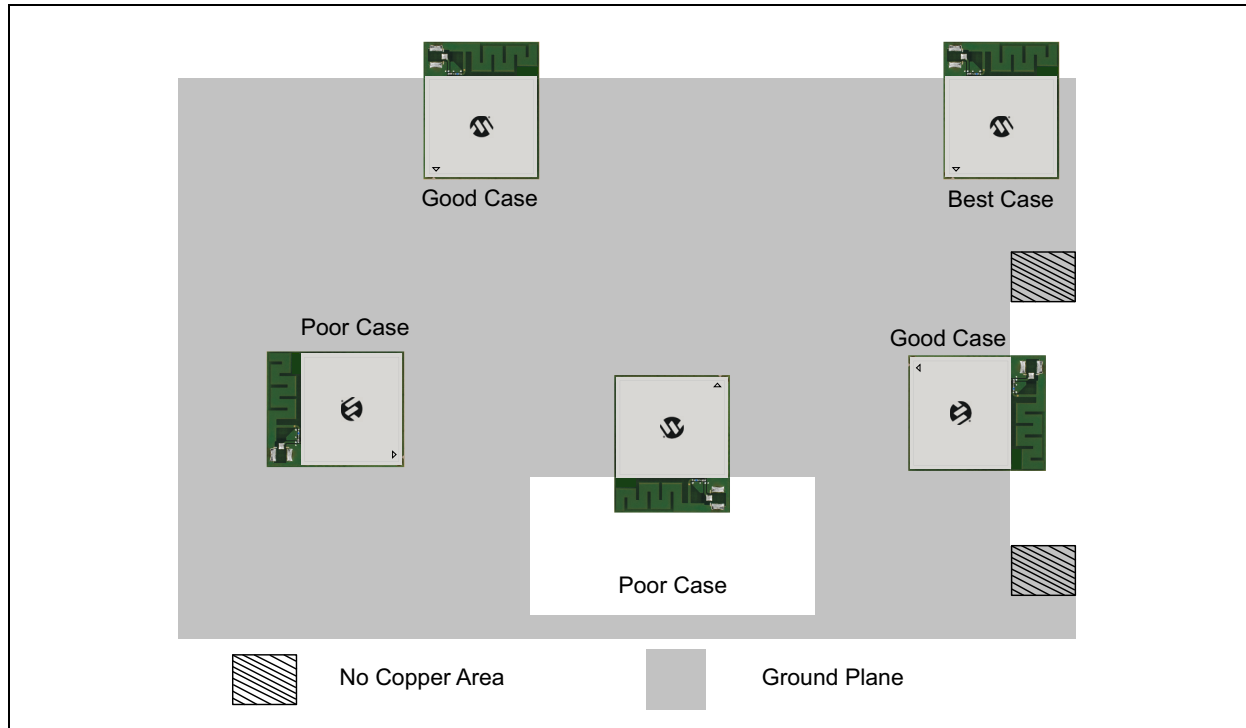 Good Case
Best Case
Poor Case
Good Case
Poor Case
No Copper Area
Ground Plane